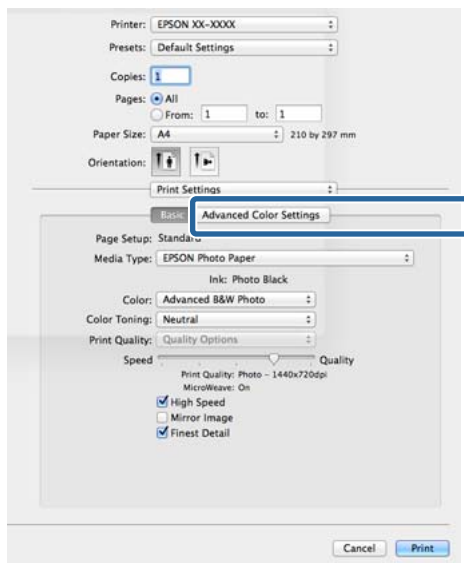 Printer: EPSON XX-XXXX
Presets: Default Settings
Copies: 1
Pages: All
From: 1 to: 1
Paper Size: A4 210 by 297 mm
Orientation:
Print Settings
Basic Advanced Color Settings
Page Setup: Standard
Media Type: EPSON Photo Paper
Ink: Photo Black
Color: Advanced B&W Photo
Color Toning: Neutral
Print Quality: Quality Options
Speed Quality
Print Quality: Photo - 1440x720dpi
MicroWeave: On
High Speed
Mirror Image
Finest Detail
Cancel Print